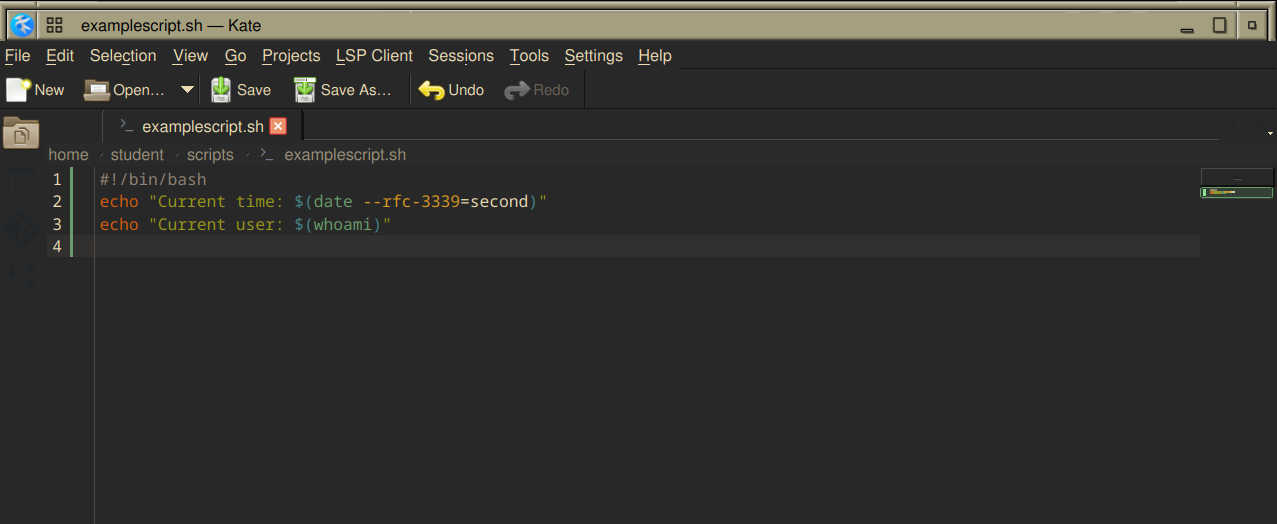 examplescript.sh — Kate
File Edit Selection View Go Projects LSP Client Sessions Tools Settings Help
New Open... Save Save As... Undo Redo
examplescript.sh
home student scripts >_ examplescript.sh
1 #!/bin/bash
2 echo "Current time: $(date --rfc-3339=second)"
3 echo "Current user: $(whoami)"
4